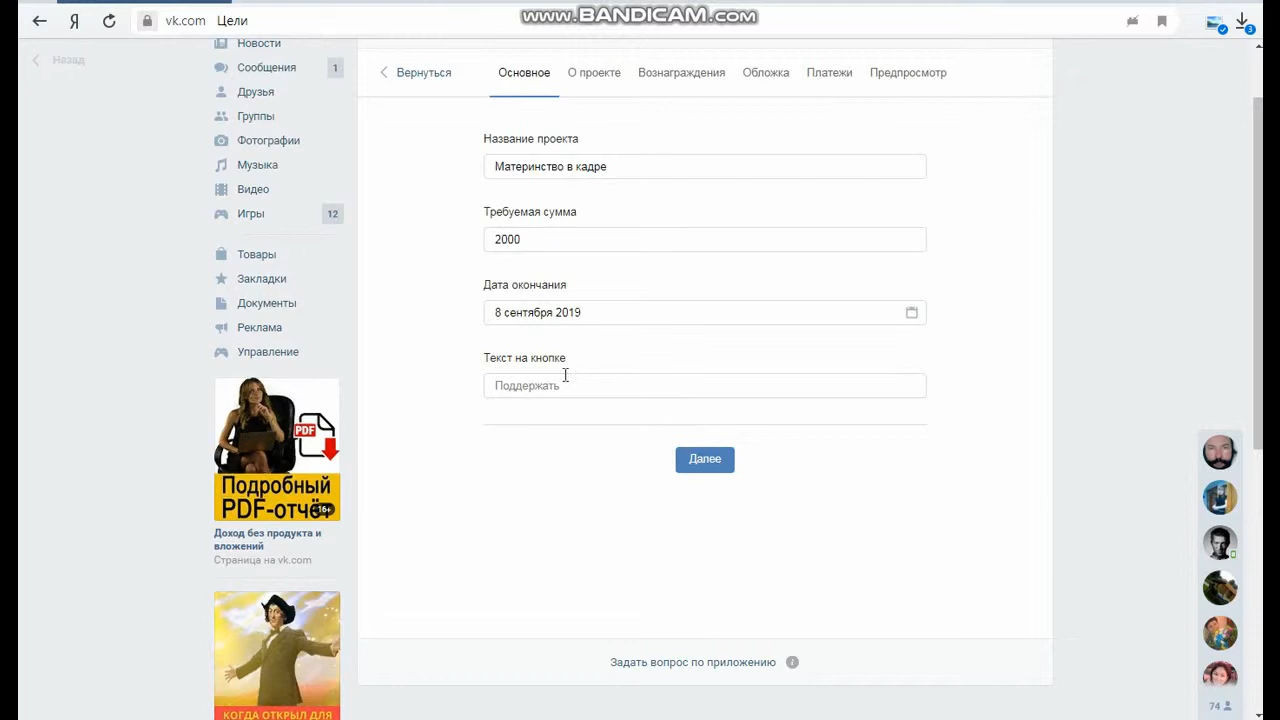 www.BANDICAM.com
vk.com Цели
3
Назад
Новости
Сообщения 1
Друзья
Группы
Фотографии
Музыка
Видео
Игры 12
Товары
Закладки
Документы
Реклама
Управление
PDF
Подробный
PDF-отчёт
16+
Доход без продукта и
вложений
Страница на vk.com
КОГДА ОТКРЫЛ ДЛЯ
Вернуться Основное О проекте Вознаграждения Обложка Платежи Предпросмотр
Название проекта
Материнство в кадре
Требуемая сумма
2000
Дата окончания
8 сентября 2019
Текст на кнопке
Поддержать
Далее
Задать вопрос по приложению
74